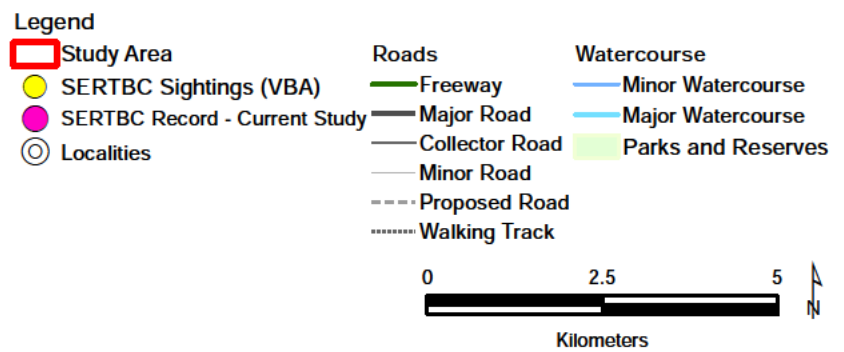 Legend
Study Area
SERTBC Sightings (VBA)
SERTBC Record - Current Study
Localities
Roads
Freeway
Major Road
Collector Road
Minor Road
Proposed Road
Walking Track
Watercourse
Minor Watercourse
Major Watercourse
Parks and Reserves
0 2.5 5
Kilometers
N